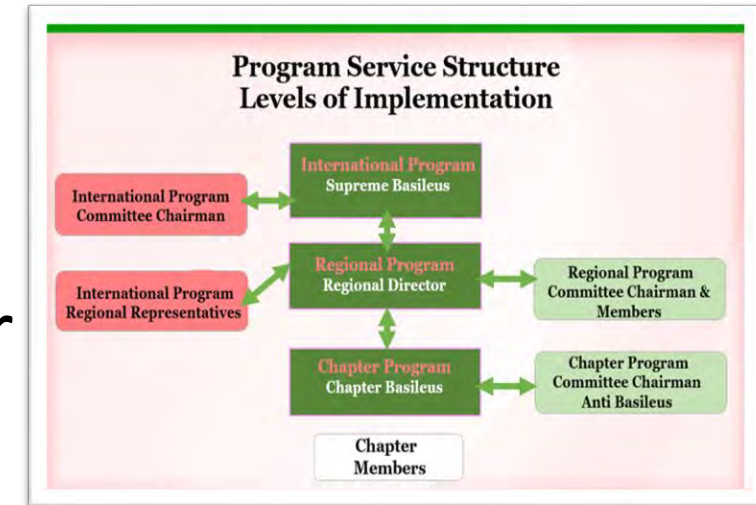 Program Service Structure
Levels of Implementation
International Program
Supreme Basileus
International Program
Committee Chairman
Regional Program
Regional Director
International Program
Regional Representatives
Regional Program
Committee Chairman &
Members
Chapter Program
Chapter Basileus
Chapter Program
Committee Chairman
Anti Basileus
Chapter
Members